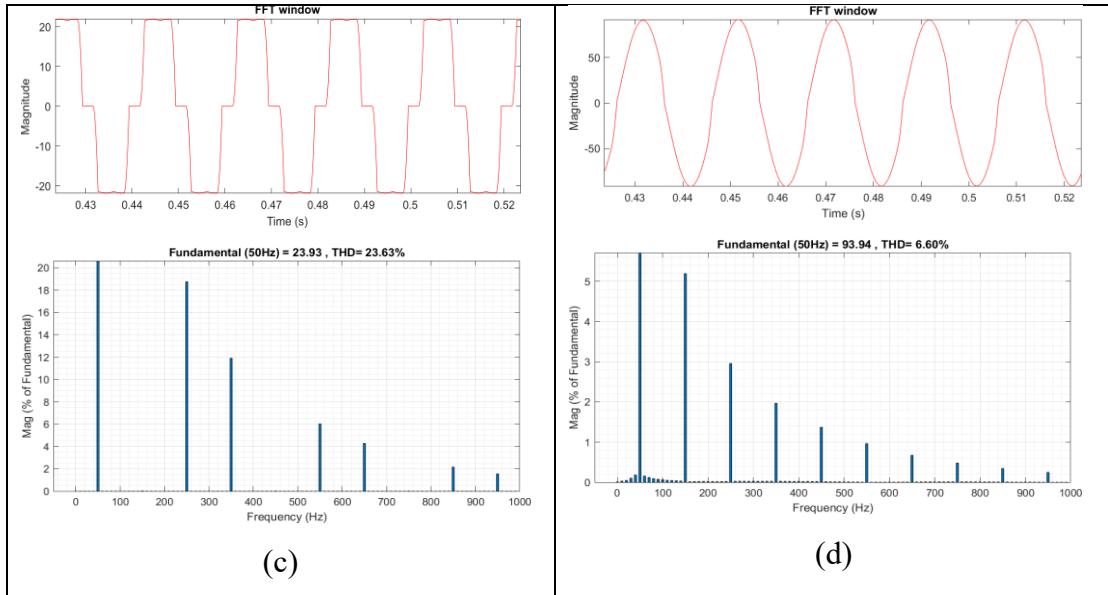 FFT window
20
10
0
-10
-20
Magnitude
0.43 0.44 0.45 0.46 0.47 0.48 0.49 0.5 0.51 0.52
Time (s)
Fundamental (50Hz) = 23.93 , THD= 23.63%
20
18
16
14
12
10
8
6
4
2
0
Mag (% of Fundamental)
0 100 200 300 400 500 600 700 800 900 1000
Frequency (Hz)
(c)
FFT window
50
0
-50
Magnitude
0.43 0.44 0.45 0.46 0.47 0.48 0.49 0.5 0.51 0.52
Time (s)
Fundamental (50Hz) = 93.94 , THD= 6.60%
5
4
3
2
1
0
Mag (% of Fundamental)
0 100 200 300 400 500 600 700 800 900 1000
Frequency (Hz)
(d)